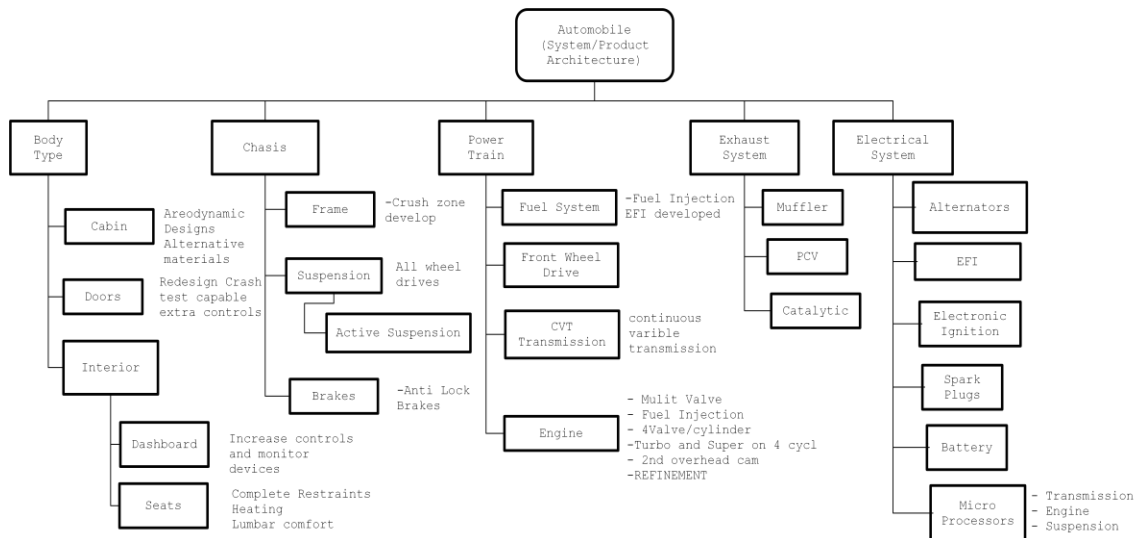 Automobile
(System/Product
Architecture)
Body
Type
Chasis
Power
Train
Exhaust
System
Electrical
System
Cabin
Areodynamic
Designs
Alternative
materials
Doors
Redesign Crash
test capable
extra controls
Interior
Dashboard
Increase controls
and monitor
devices
Seats
Complete Restraints
Heating
Lumbar comfort
Frame
-Crush zone
develop
Suspension
All wheel
drives
Active Suspension
Brakes
-Anti Lock
Brakes
Fuel System
-Fuel Injection
EFI developed
Front Wheel
Drive
CVT
Transmission
continuous
varible
transmission
Engine
- Mulit Valve
- Fuel Injection
- 4Valve/cylinder
-Turbo and Super on 4 cycl
- 2nd overhead cam
-REFINEMENT
Muffler
PCV
Catalytic
Alternators
EFI
Electronic
Ignition
Spark
Plugs
Battery
Micro
Processors
- Transmission
- Engine
- Suspension